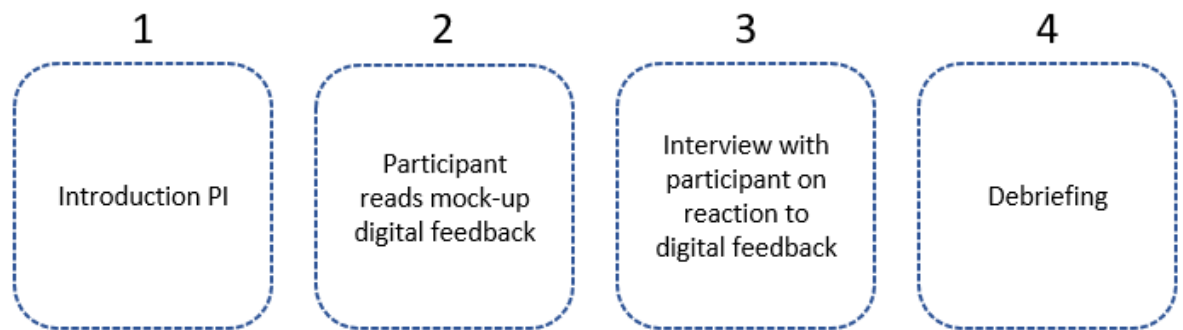 1
2
3
4
Introduction PI
Participant
reads mock-up
digital feedback
Interview with
participant on
reaction to
digital feedback
Debriefing